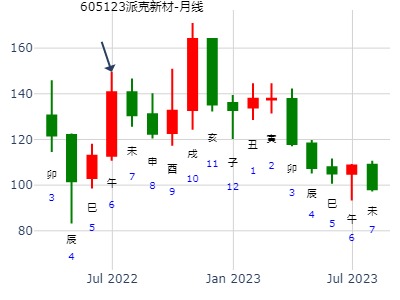 605123派克新材-月线
160
140
120
100
80
卯
3
辰
4
巳
5
午
6
未
7
申
8
酉
9
戌
10
亥
11
子
12
丑
1
寅
2
卯
3
辰
4
巳
5
午
6
未
7
Jul 2022
Jan 2023
Jul 2023